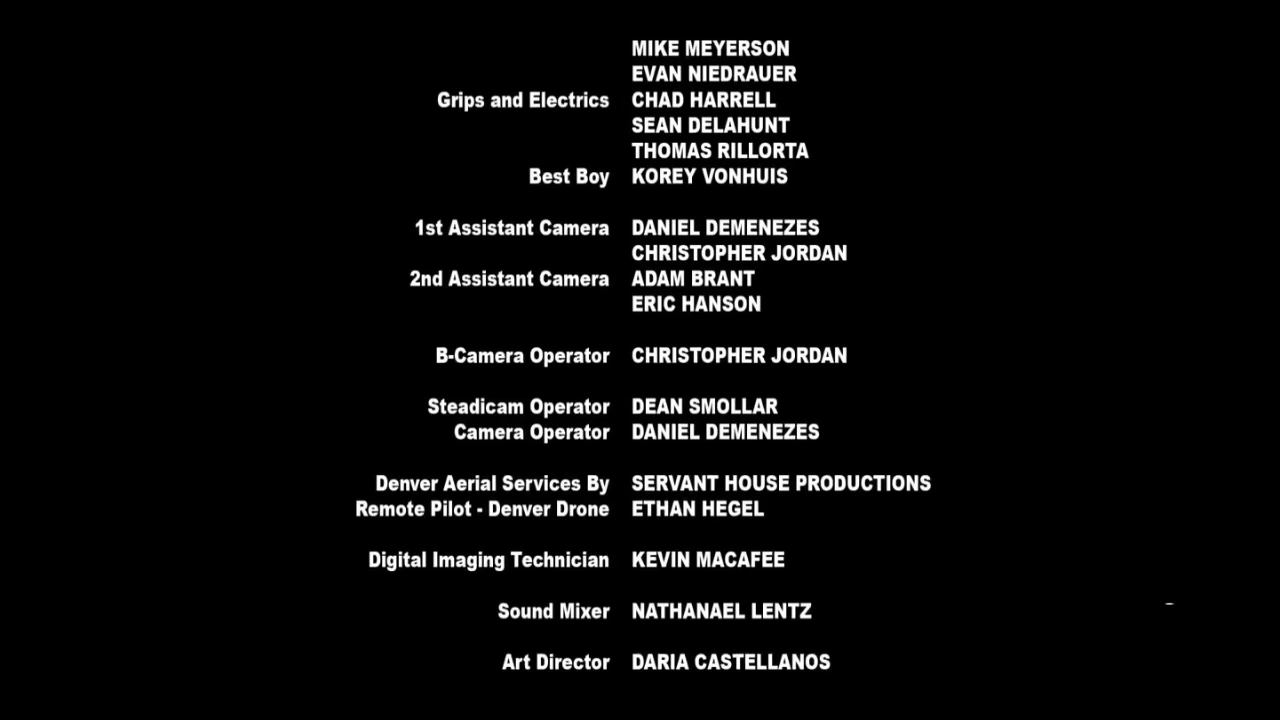 MIKE MEYERSON
EVAN NIEDRAUER
Grips and Electrics CHAD HARRELL
SEAN DELAHUNT
THOMAS RILLORTA
Best Boy KOREY VONHUIS
1st Assistant Camera DANIEL DEMENEZES
CHRISTOPHER JORDAN
2nd Assistant Camera ADAM BRANT
ERIC HANSON
B-Camera Operator CHRISTOPHER JORDAN
Steadicam Operator DEAN SMOLLAR
Camera Operator DANIEL DEMENEZES
Denver Aerial Services By SERVANT HOUSE PRODUCTIONS
Remote Pilot - Denver Drone ETHAN HEGEL
Digital Imaging Technician KEVIN MACAFEE
Sound Mixer NATHANAEL LENTZ
Art Director DARIA CASTELLANOS